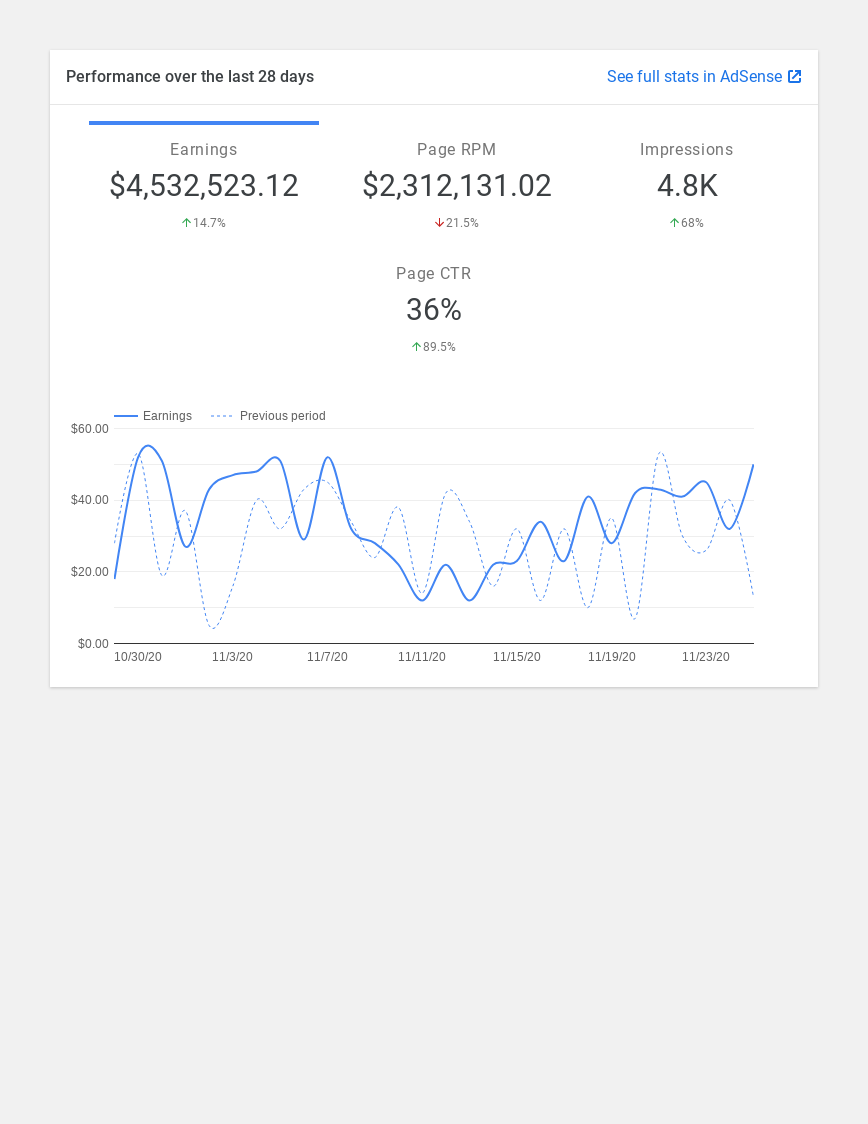 Performance over the last 28 days
See full stats in AdSense
Earnings
$4,532,523.12
14.7%
Page RPM
$2,312,131.02
21.5%
Impressions
4.8K
68%
Page CTR
36%
89.5%
Earnings
Previous period
$60.00
$40.00
$20.00
$0.00
10/30/20
11/3/20
11/7/20
11/11/20
11/15/20
11/19/20
11/23/20